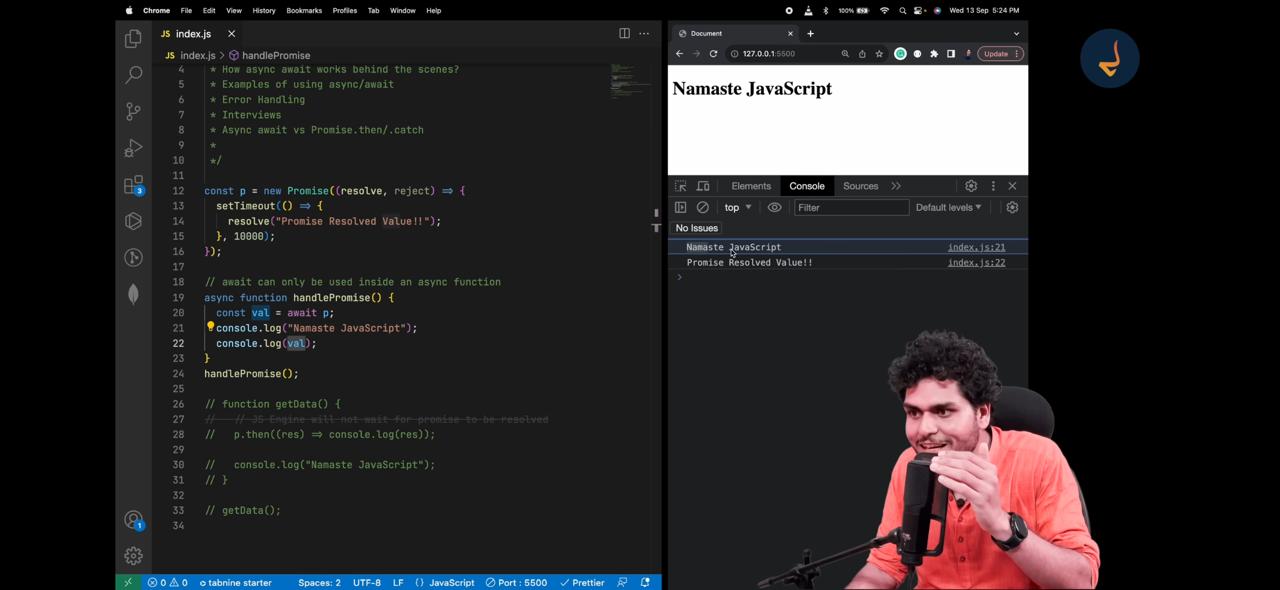 Chrome File Edit View History Bookmarks Profiles Tab Window Help
100% Wed 13 Sep 5:24 PM
JS index.js
JS index.js > handlePromise
4 * How async await works behind the scenes?
5 * Examples of using async/await
6 * Error Handling
7 * Interviews
8 * Async await vs Promise.then/.catch
9 *
10 */
11
12 const p = new Promise((resolve, reject) => {
13 setTimeout(() => {
14 resolve("Promise Resolved Value!!");
15 }, 10000);
16 });
17
18 // await can only be used inside an async function
19 async function handlePromise() {
20 const val = await p;
21 console.log("Namaste JavaScript");
22 console.log(val);
23 }
24 handlePromise();
25
26 // function getData() {
27 // // JS Engine will not wait for promise to be resolved
28 // p.then((res) => console.log(res));
29
30 // console.log("Namaste JavaScript");
31 // }
32
33 // getData();
34
3
1
0 0 tabnine starter Spaces: 2 UTF-8 LF {} JavaScript Port : 5500 Prettier
Document
127.0.0.1:5500 Update
Namaste JavaScript
Elements Console Sources
top Filter Default levels
No Issues
Namaste JavaScript index.js:21
Promise Resolved Value!! index.js:22